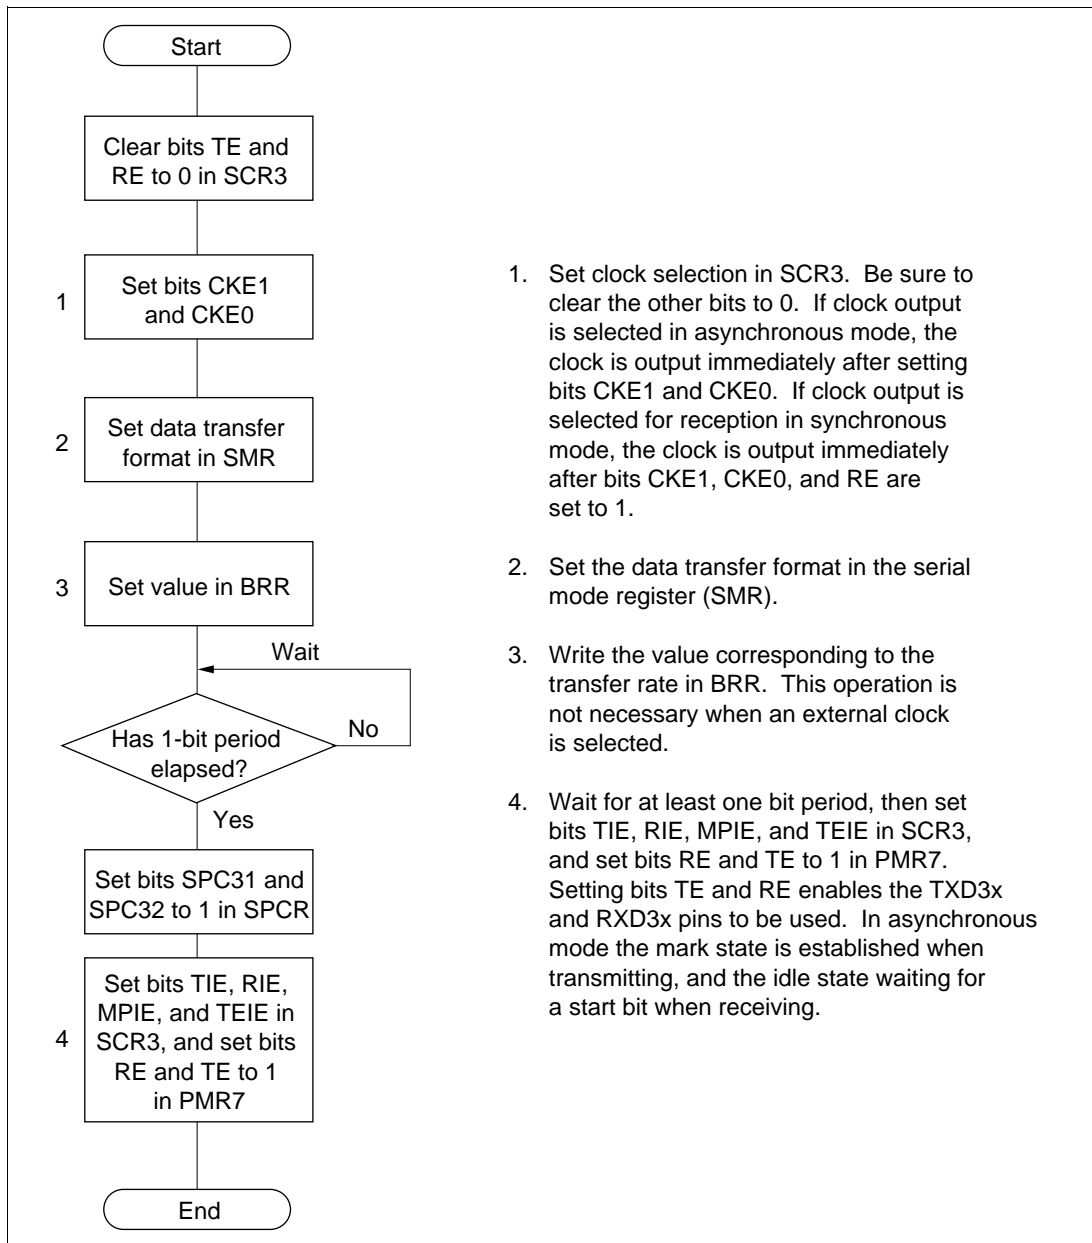 Start
Clear bits TE and
RE to 0 in SCR3
1
Set bits CKE1
and CKE0
2
Set data transfer
format in SMR
3
Set value in BRR
Wait
Has 1-bit period
elapsed?
No
Yes
Set bits SPC31 and
SPC32 to 1 in SPCR
4
Set bits TIE, RIE,
MPIE, and TEIE in
SCR3, and set bits
RE and TE to 1
in PMR7
End
1. Set clock selection in SCR3. Be sure to
clear the other bits to 0. If clock output
is selected in asynchronous mode, the
clock is output immediately after setting
bits CKE1 and CKE0. If clock output is
selected for reception in synchronous
mode, the clock is output immediately
after bits CKE1, CKE0, and RE are
set to 1.
2. Set the data transfer format in the serial
mode register (SMR).
3. Write the value corresponding to the
transfer rate in BRR. This operation is
not necessary when an external clock
is selected.
4. Wait for at least one bit period, then set
bits TIE, RIE, MPIE, and TEIE in SCR3,
and set bits RE and TE to 1 in PMR7.
Setting bits TE and RE enables the TXD3x
and RXD3x pins to be used. In asynchronous
mode the mark state is established when
transmitting, and the idle state waiting for
a start bit when receiving.